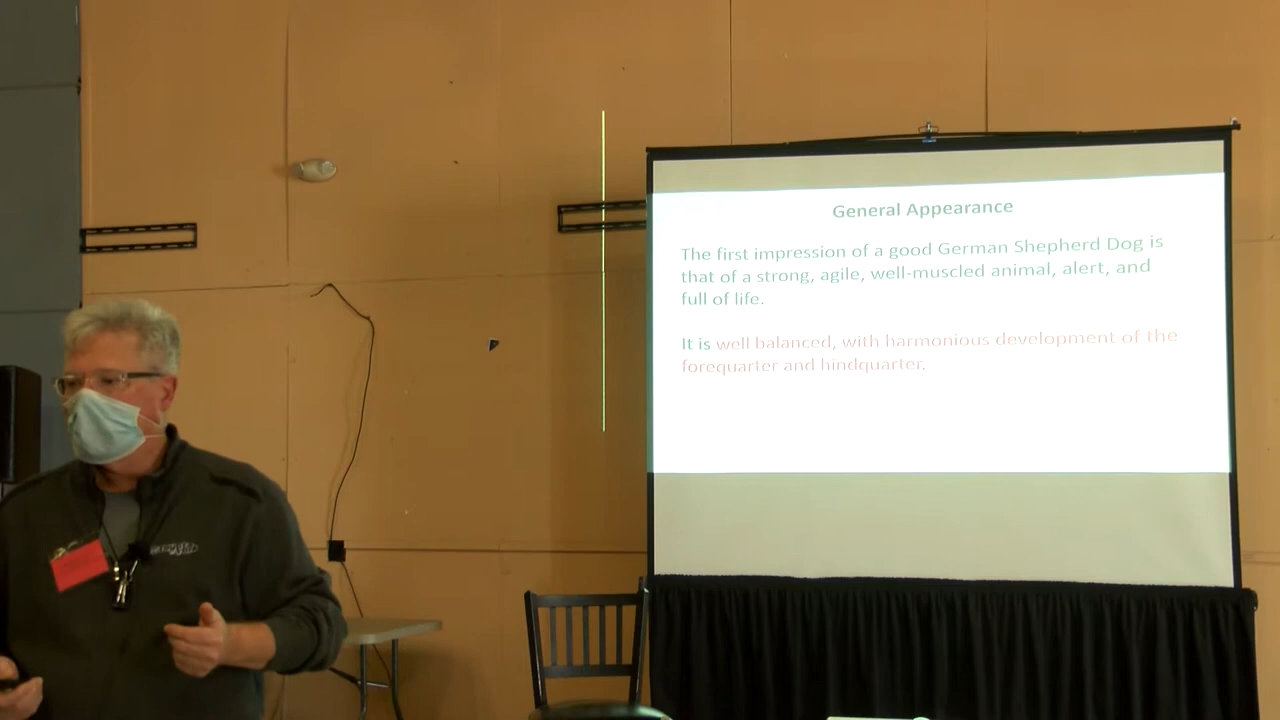 General Appearance
The first impression of a good German Shepherd Dog is
that of a strong, agile, well-muscled animal, alert, and
full of life.
It is well balanced, with harmonious development of the
forequarter and hindquarter.